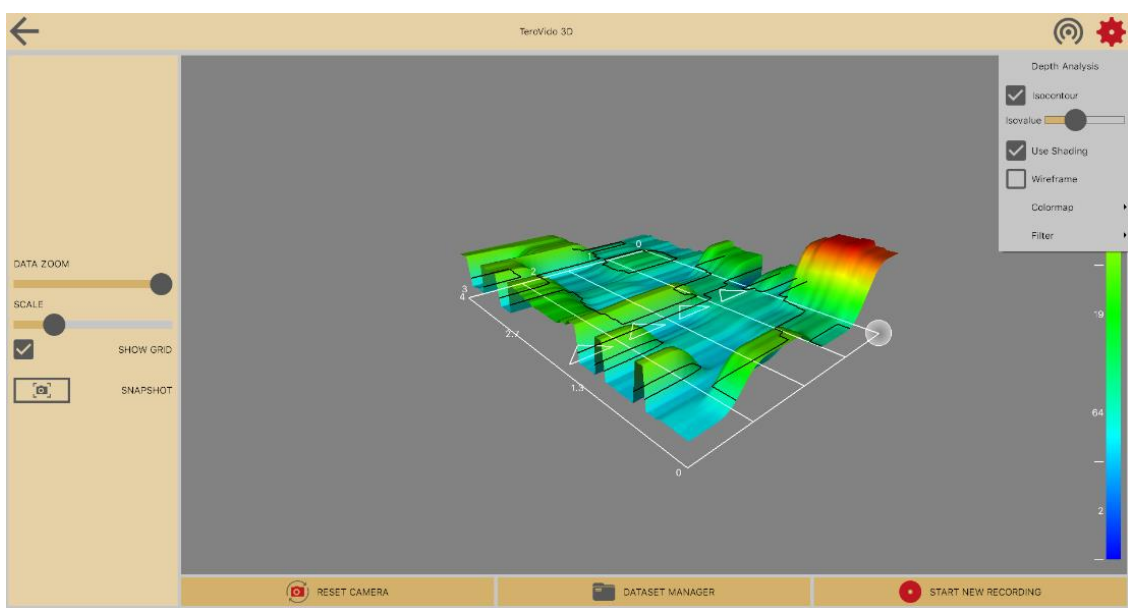 TeroVido 3D
Depth Analysis
Isocontour
Isovalue
Use Shading
Wireframe
Colormap
Filter
DATA ZOOM
SCALE
SHOW GRID
SNAPSHOT
0
2
3
4
2.7
1.3
0
19
64
2
RESET CAMERA
DATASET MANAGER
START NEW RECORDING